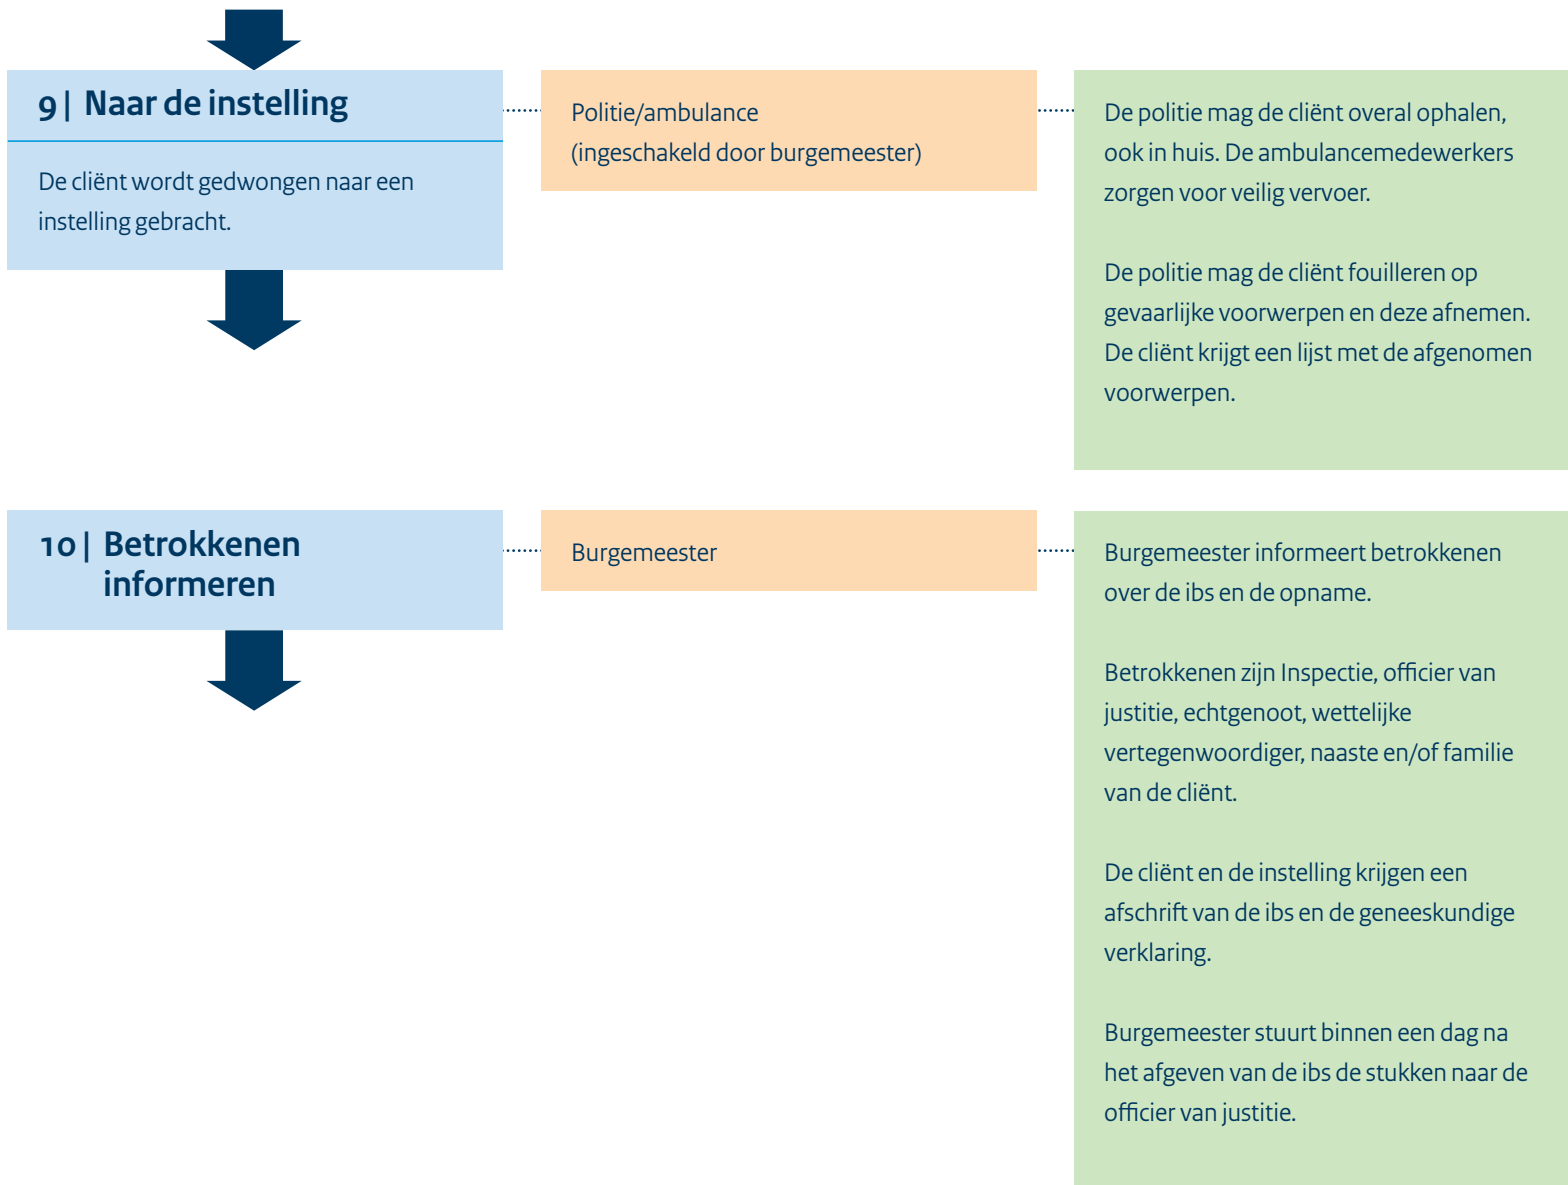 9 | Naar de instelling
De cliënt wordt gedwongen naar een
instelling gebracht.
Politie/ambulance
(ingeschakeld door burgemeester)
De politie mag de cliënt overal ophalen,
ook in huis. De ambulancemedewerkers
zorgen voor veilig vervoer.
De politie mag de cliënt fouilleren op
gevaarlijke voorwerpen en deze afnemen.
De cliënt krijgt een lijst met de afgenomen
voorwerpen.
10 | Betrokkenen
informeren
Burgemeester
Burgemeester informeert betrokkenen
over de ibs en de opname.
Betrokkenen zijn Inspectie, officier van
justitie, echtgenoot, wettelijke
vertegenwoordiger, naaste en/of familie
van de cliënt.
De cliënt en de instelling krijgen een
afschrift van de ibs en de geneeskundige
verklaring.
Burgemeester stuurt binnen een dag na
het afgeven van de ibs de stukken naar de
officier van justitie.